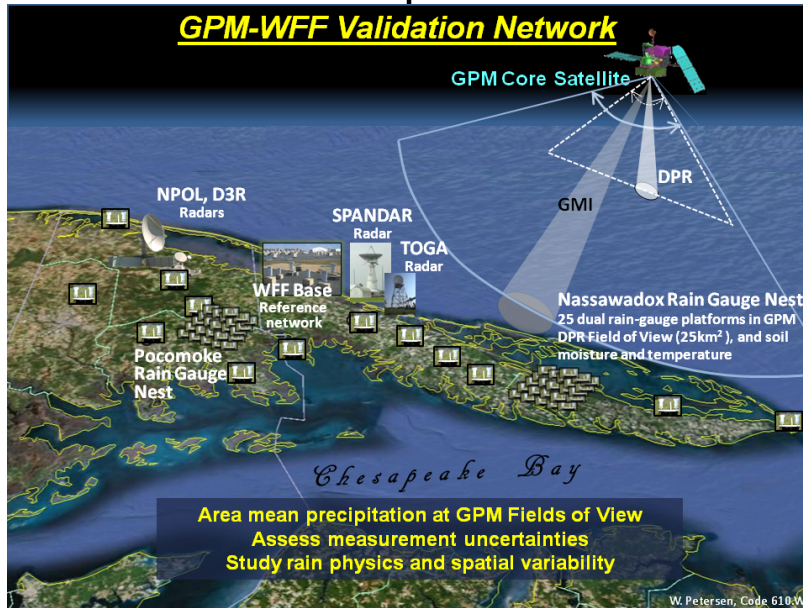 GPM-WFF Validation Network
GPM Core Satellite
DPR
GMI
NPOL, D3R
Radars
SPANDAR
Radar
TOGA
Radar
WFF Base
Reference
network
Nassawadox Rain Gauge Nest
25 dual rain-gauge platforms in GPM
DPR Field of View (25km²), and soil
moisture and temperature
Pocomoke
Rain Gauge
Nest
Chesapeake Bay
Area mean precipitation at GPM Fields of View
Assess measurement uncertainties
Study rain physics and spatial variability
W. Petersen, Code 610.W